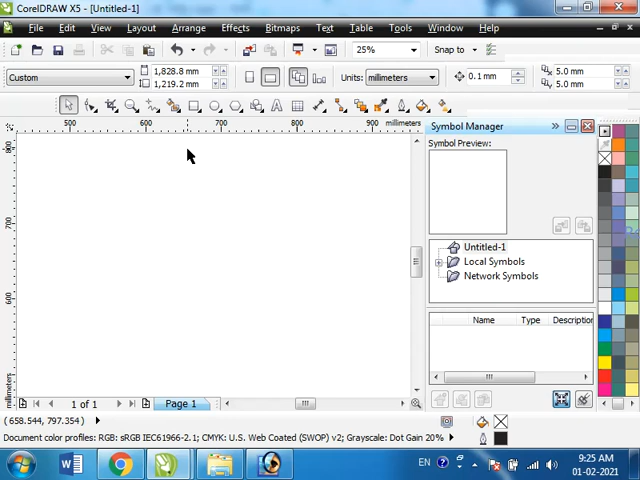 CorelDRAW X5 - [Untitled-1]
File Edit View Layout Arrange Effects Bitmaps Text Table Tools Window Help
25% Snap to
Custom 1,828.8 mm 1,219.2 mm Units: millimeters 0.1 mm 5.0 mm 5.0 mm
500 600 700 800 900 millimeters
Symbol Manager
Symbol Preview:
800
700
600
millimeters
Untitled-1
Local Symbols
Network Symbols
Name Type Description
1 of 1 Page 1
(658.544, 797.354)
Document color profiles: RGB: sRGB IEC61966-2.1; CMYK: U.S. Web Coated (SWOP) v2; Grayscale: Dot Gain 20%
EN 9:25 AM
01-02-2021